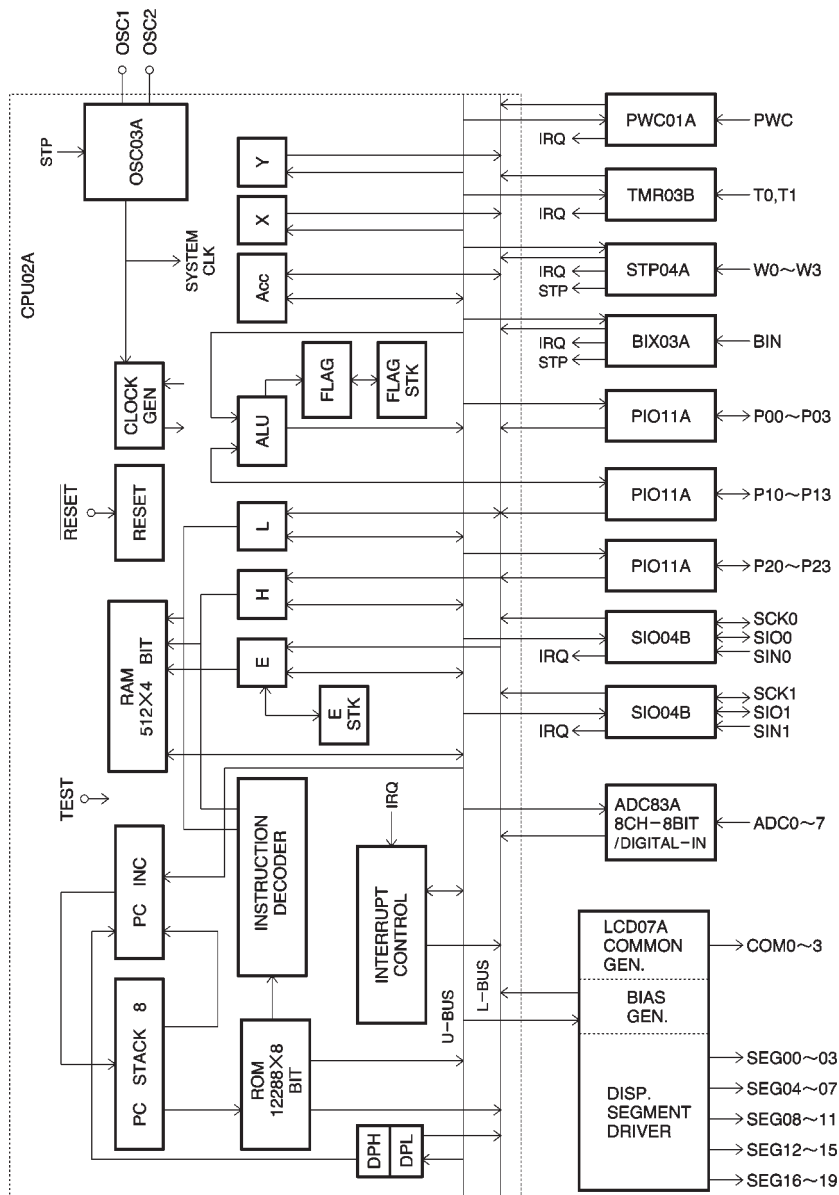 OSC1
OSC2
STP
OSC03A
CPU02A
SYSTEM
CLK
Y
X
Acc
CLOCK
GEN
ALU
FLAG
FLAG
STK
RESET
RESET
L
H
E
E
STK
RAM
512×4 BIT
TEST
PC INC
PC STACK 8
INSTRUCTION
DECODER
IRQ
INTERRUPT
CONTROL
ROM
12288×8
BIT
DPH
DPL
U-BUS
L-BUS
PWC01A
PWC
IRQ
TMR03B
T0,T1
IRQ
STP04A
W0～W3
IRQ
STP
BIX03A
BIN
IRQ
STP
PIO11A
P00～P03
PIO11A
P10～P13
PIO11A
P20～P23
SIO04B
SCK0
SIO0
SIN0
IRQ
SIO04B
SCK1
SIO1
SIN1
IRQ
ADC83A
8CH-8BIT
/DIGITAL-IN
ADC0～7
LCD07A
COMMON
GEN.
COM0～3
BIAS
GEN.
DISP.
SEGMENT
DRIVER
SEG00～03
SEG04～07
SEG08～11
SEG12～15
SEG16～19